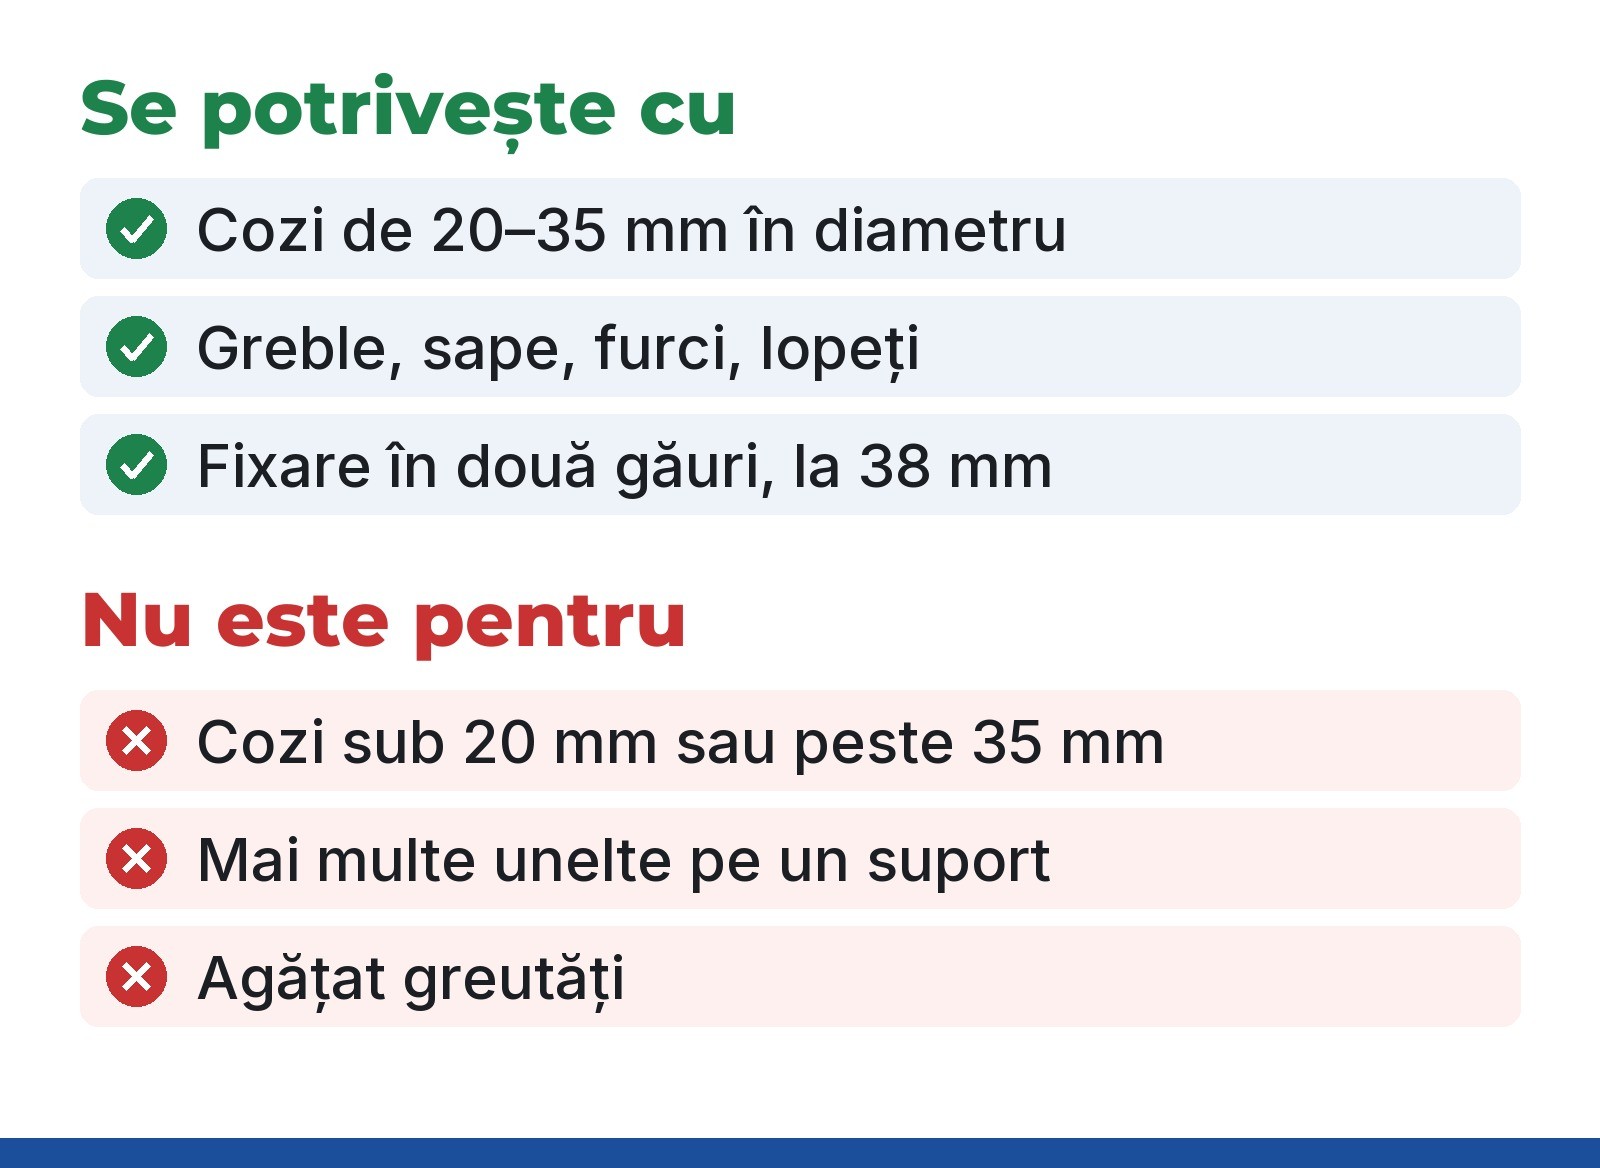 Se potrivește cu
Cozi de 20–35 mm în diametru
Greble, sape, furci, lopeți
Fixare în două găuri, la 38 mm
Nu este pentru
Cozi sub 20 mm sau peste 35 mm
Mai multe unelte pe un suport
Agățat greutăți